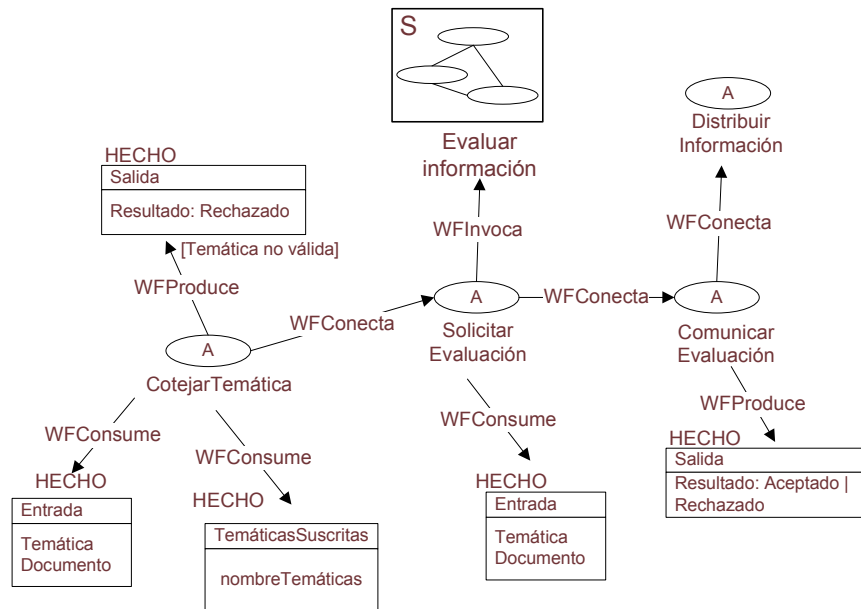 S
Evaluar
información
A
Distribuir
Información
HECHO
Salida
Resultado: Rechazado
[Temática no válida]
WFInvoca
WFConecta
WFProduce
WFConecta
A
WFConecta
A
Solicitar
Evaluación
Comunicar
Evaluación
A
CotejarTemática
WFConsume
WFConsume
WFConsume
WFProduce
HECHO
Salida
Resultado: Aceptado |
Rechazado
HECHO
Entrada
Temática
Documento
HECHO
TemáticasSuscritas
nombreTemáticas
HECHO
Entrada
Temática
Documento